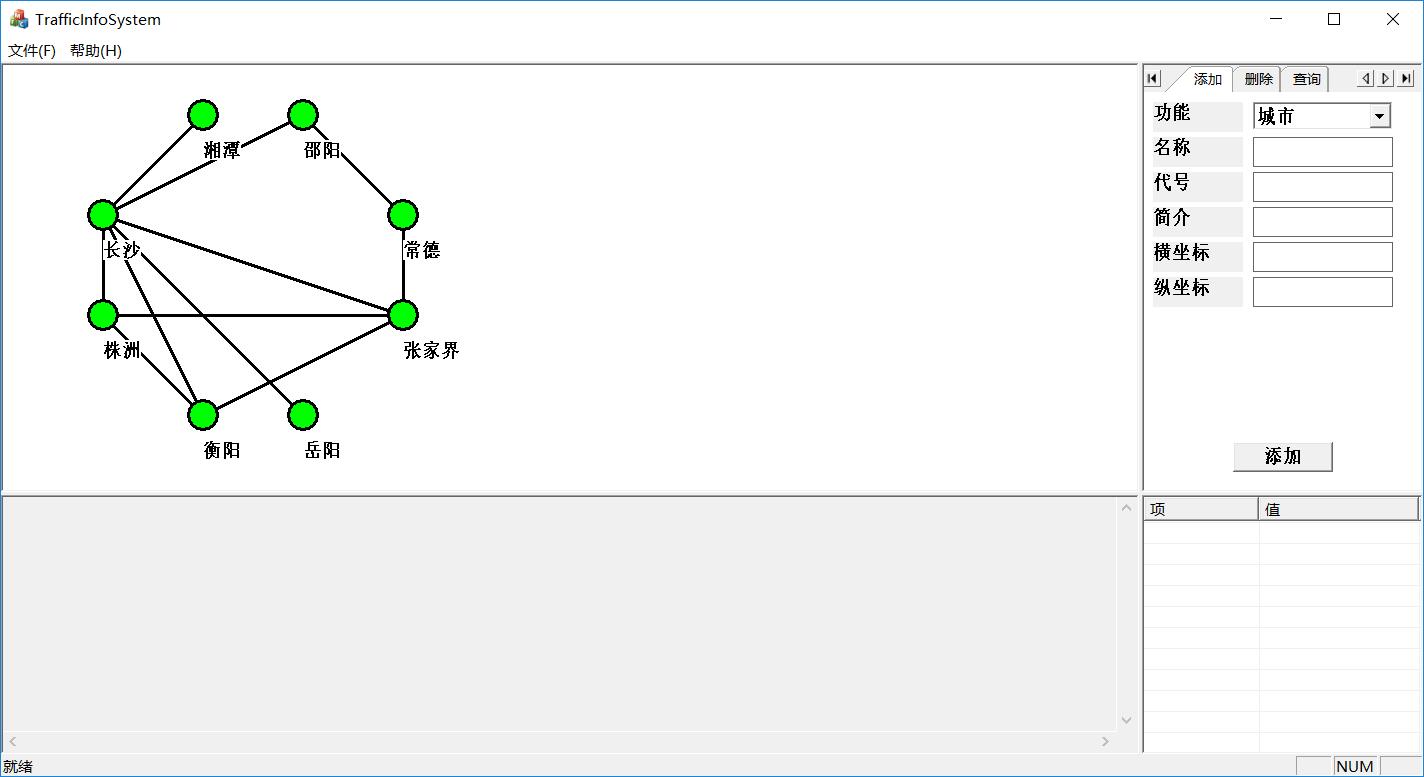 TrafficInfoSystem
文件(F) 帮助(H)
添加 删除 查询
湘潭 邵阳
长沙 常德
株洲 张家界
衡阳 岳阳
功能 城市
名称
代号
简介
横坐标
纵坐标
添加
项 值
就绪 NUM